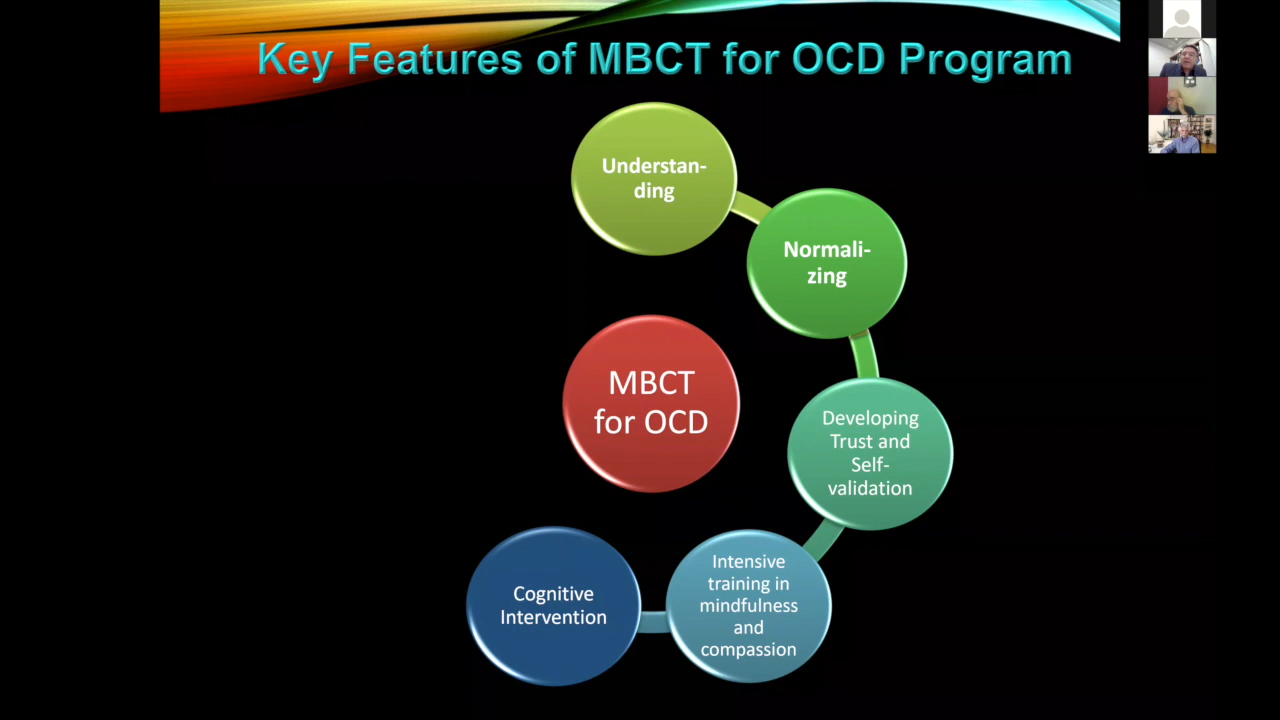 Key Features of MBCT for OCD Program
Understan-
ding
Normali-
zing
MBCT
for OCD
Developing
Trust and
Self-
validation
Intensive
training in
mindfulness
and
compassion
Cognitive
Intervention